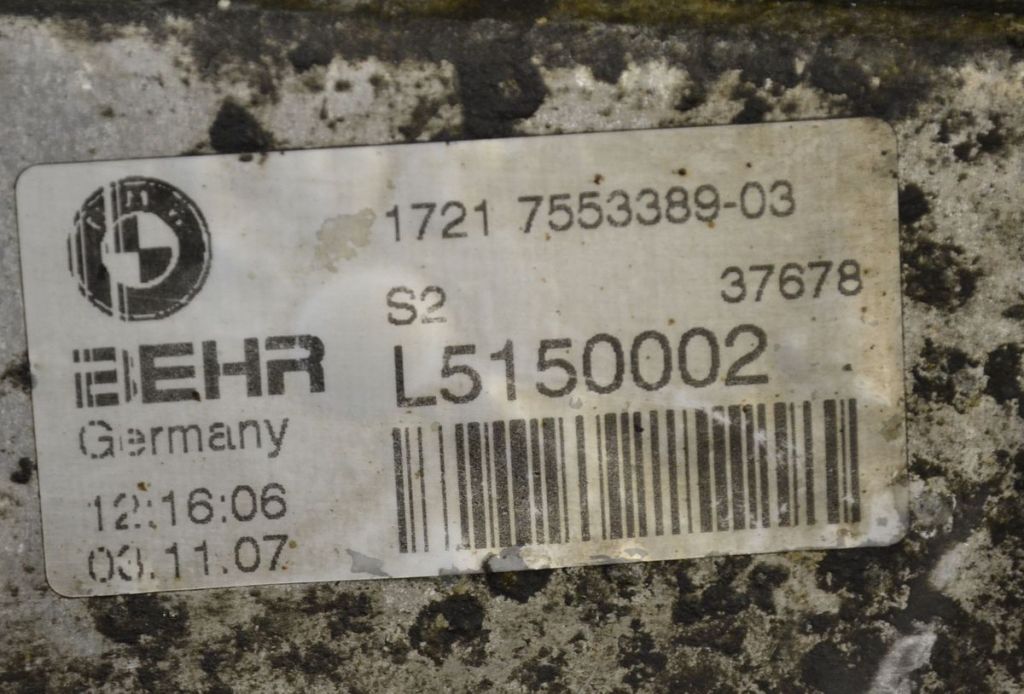 1721 7553389-03
S2 37678
L5150002
BEHR
Germany
12:16:06
03.11.07